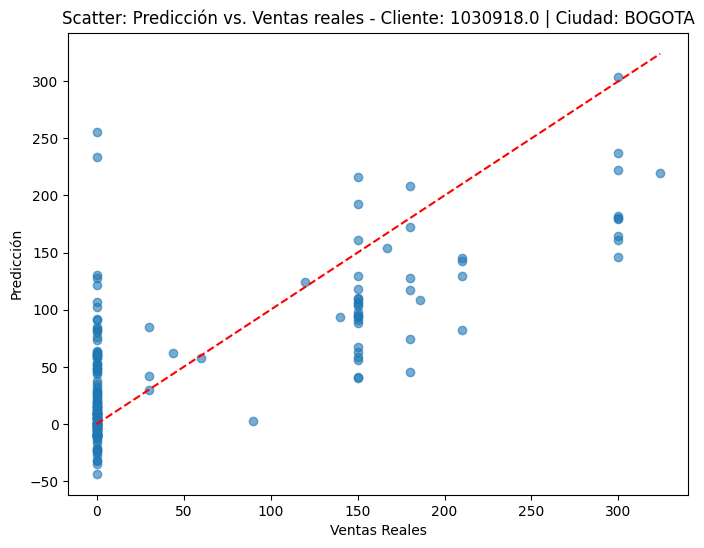 Scatter: Predicción vs. Ventas reales - Cliente: 1030918.0 | Ciudad: BOGOTA
300
250
200
150
100
50
0
−50
Predicción
0 50 100 150 200 250 300
Ventas Reales